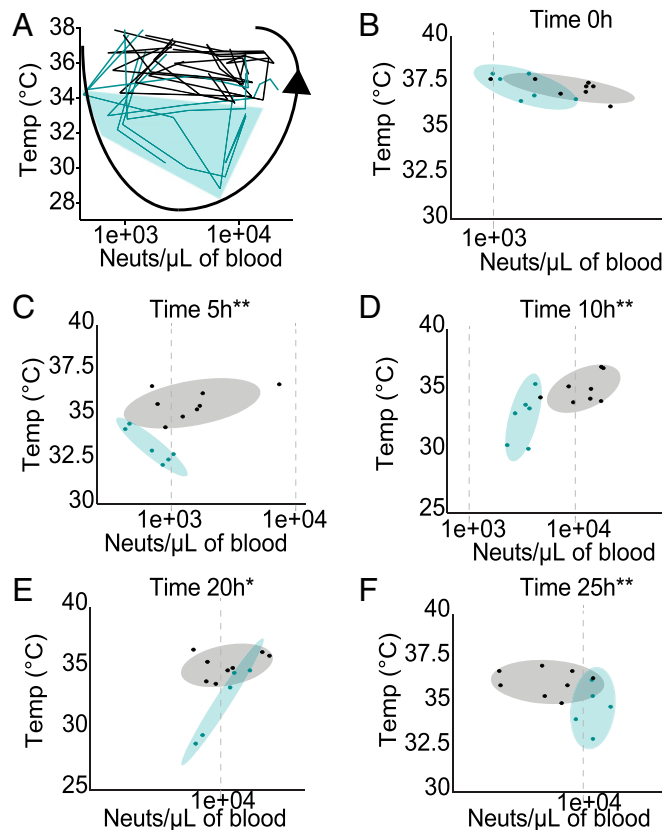 A
Temp (°C)
38
36
34
32
30
28
1e+03
1e+04
Neuts/µL of blood
B
Time 0h
Temp (°C)
40
37.5
35
32.5
30
1e+03
Neuts/µL of blood
C
Time 5h**
Temp (°C)
40
37.5
35
32.5
30
1e+03
1e+04
Neuts/µL of blood
D
Time 10h**
Temp (°C)
40
35
30
25
1e+03
1e+04
Neuts/µL of blood
E
Time 20h*
Temp (°C)
40
35
30
25
1e+04
Neuts/µL of blood
F
Time 25h**
Temp (°C)
40
37.5
35
32.5
30
1e+04
Neuts/µL of blood